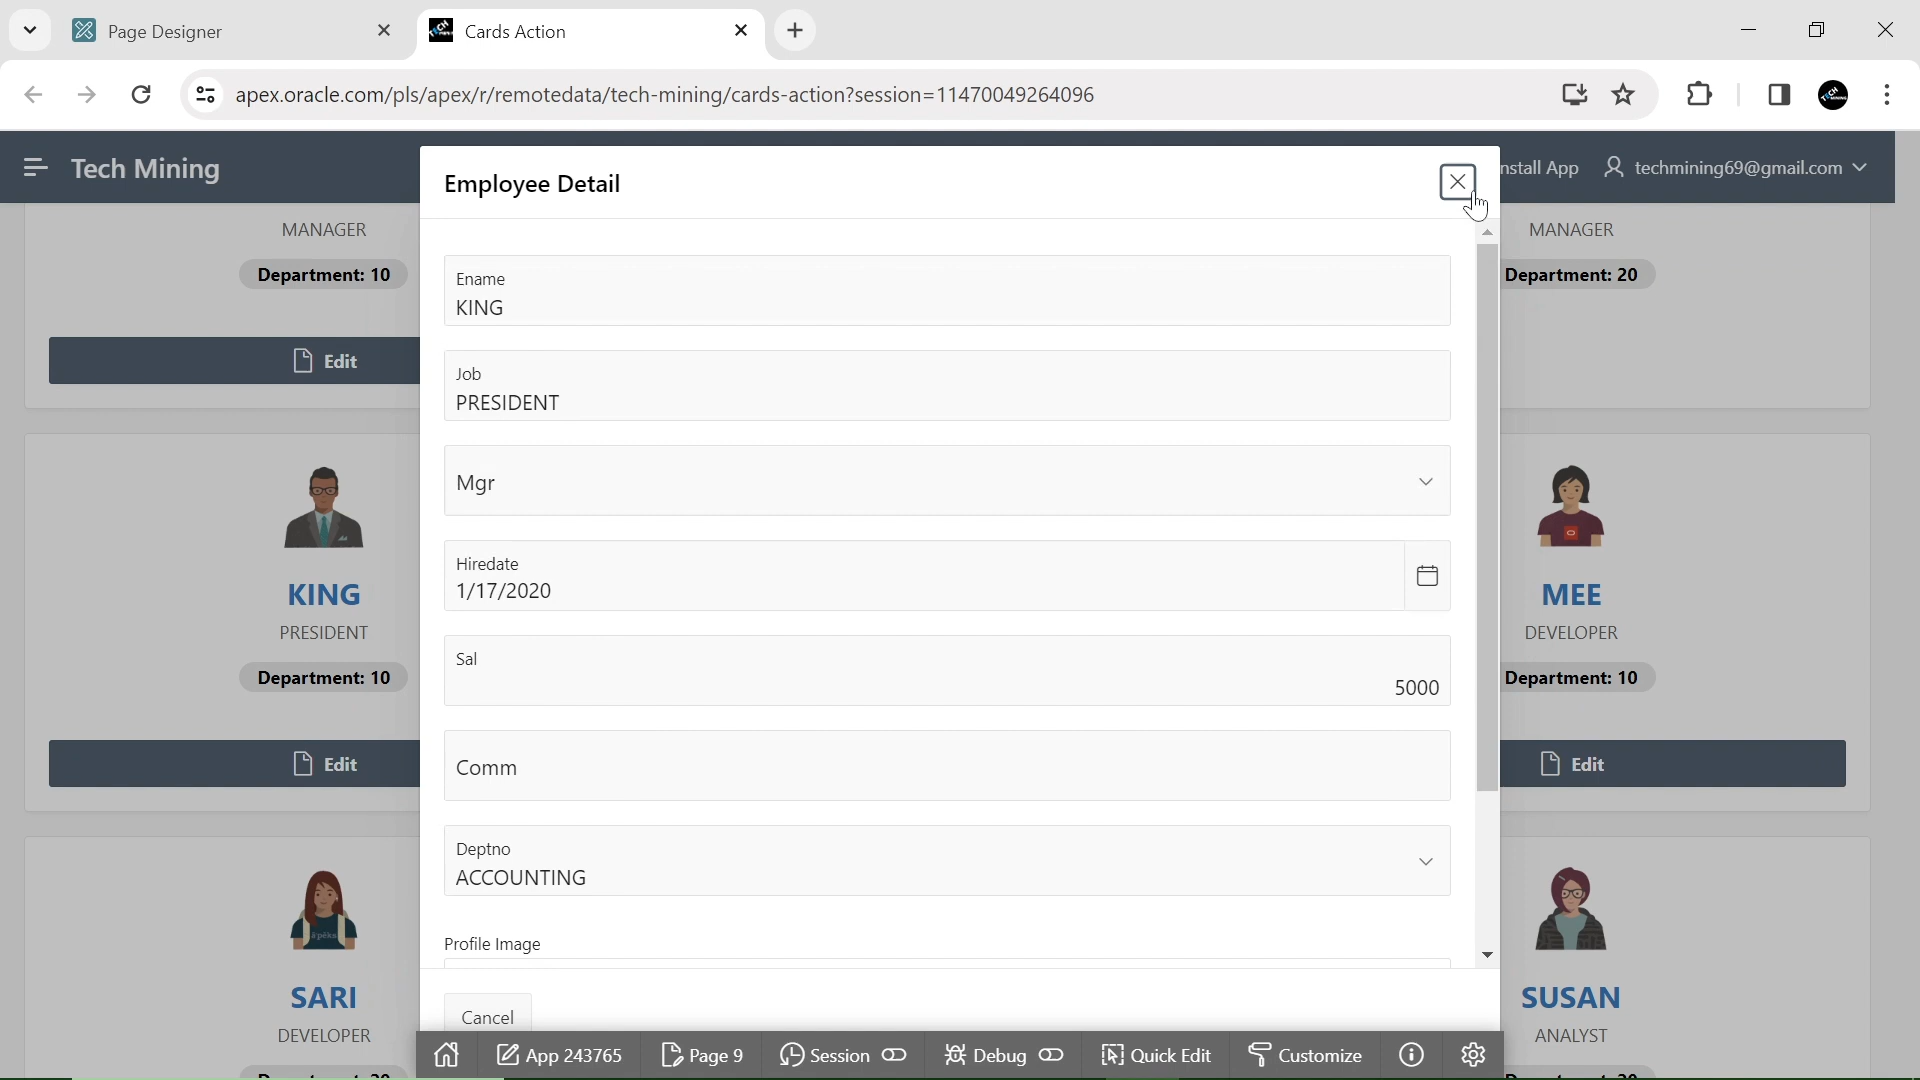 Page Designer
Cards Action
apex.oracle.com/pls/apex/r/remotedata/tech-mining/cards-action?session=11470049264096
Tech Mining
nstall App
techmining69@gmail.com
MANAGER
Department: 10
Edit
KING
PRESIDENT
Department: 10
Edit
SARI
DEVELOPER
Employee Detail
Ename
KING
Job
PRESIDENT
Mgr
Hiredate
1/17/2020
Sal
5000
Comm
Deptno
ACCOUNTING
Profile Image
Cancel
MANAGER
Department: 20
MEE
DEVELOPER
Department: 10
Edit
SUSAN
ANALYST
App 243765
Page 9
Session
Debug
Quick Edit
Customize